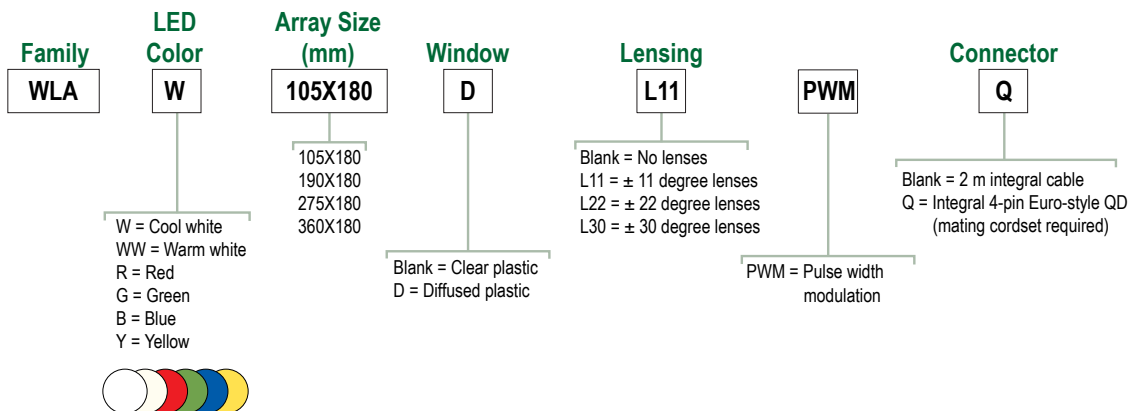 Family
LED Color
Array Size (mm)
Window
Lensing
Connector
WLA
W
105X180
D
L11
PWM
Q
W = Cool white
WW = Warm white
R = Red
G = Green
B = Blue
Y = Yellow
105X180
190X180
275X180
360X180
Blank = Clear plastic
D = Diffused plastic
Blank = No lenses
L11 = ± 11 degree lenses
L22 = ± 22 degree lenses
L30 = ± 30 degree lenses
PWM = Pulse width
modulation
Blank = 2 m integral cable
Q = Integral 4-pin Euro-style QD
(mating cordset required)